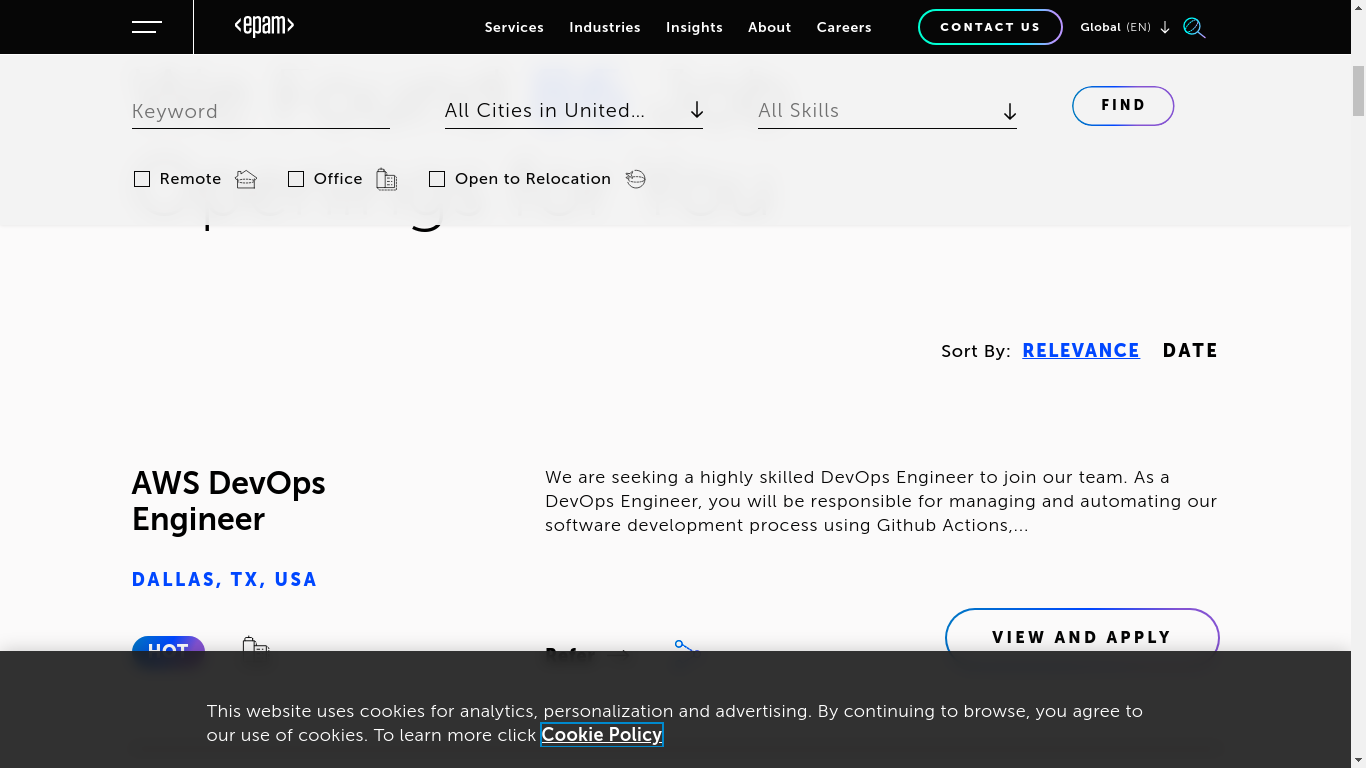 <epam>
Services
Industries
Insights
About
Careers
CONTACT US
Global (EN)
Keyword
All Cities in United...
All Skills
FIND
Remote
Office
Open to Relocation
Openings for You
Sort By: RELEVANCE DATE
AWS DevOps
Engineer
We are seeking a highly skilled DevOps Engineer to join our team. As a
DevOps Engineer, you will be responsible for managing and automating our
software development process using Github Actions,...
DALLAS, TX, USA
HOT
Refer
VIEW AND APPLY
This website uses cookies for analytics, personalization and advertising. By continuing to browse, you agree to
our use of cookies. To learn more click Cookie Policy